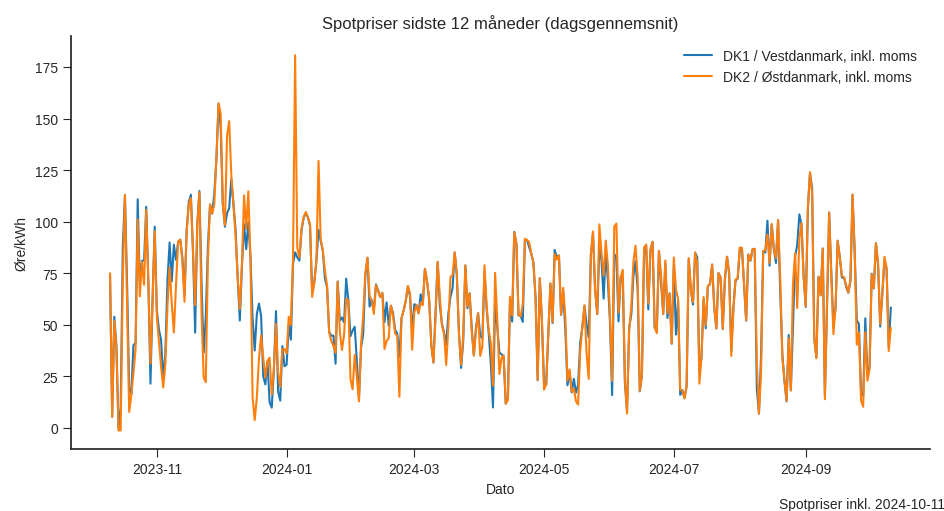 Spotpriser sidste 12 måneder (dagsgennemsnit)
DK1 / Vestdanmark, inkl. moms
DK2 / Østdanmark, inkl. moms
Øre/kWh
175
150
125
100
75
50
25
0
2023-11 2024-01 2024-03 2024-05 2024-07 2024-09
Dato
Spotpriser inkl. 2024-10-11